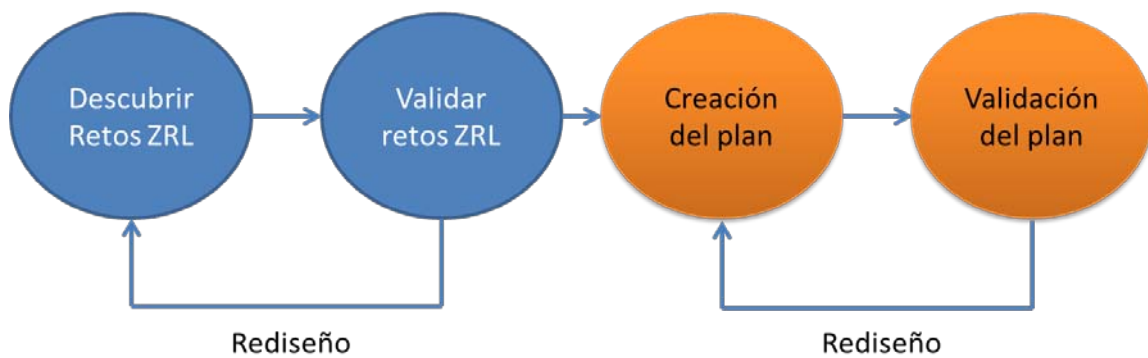 Descubrir
Retos ZRL
Validar
retos ZRL
Creación
del plan
Validación
del plan
Rediseño
Rediseño